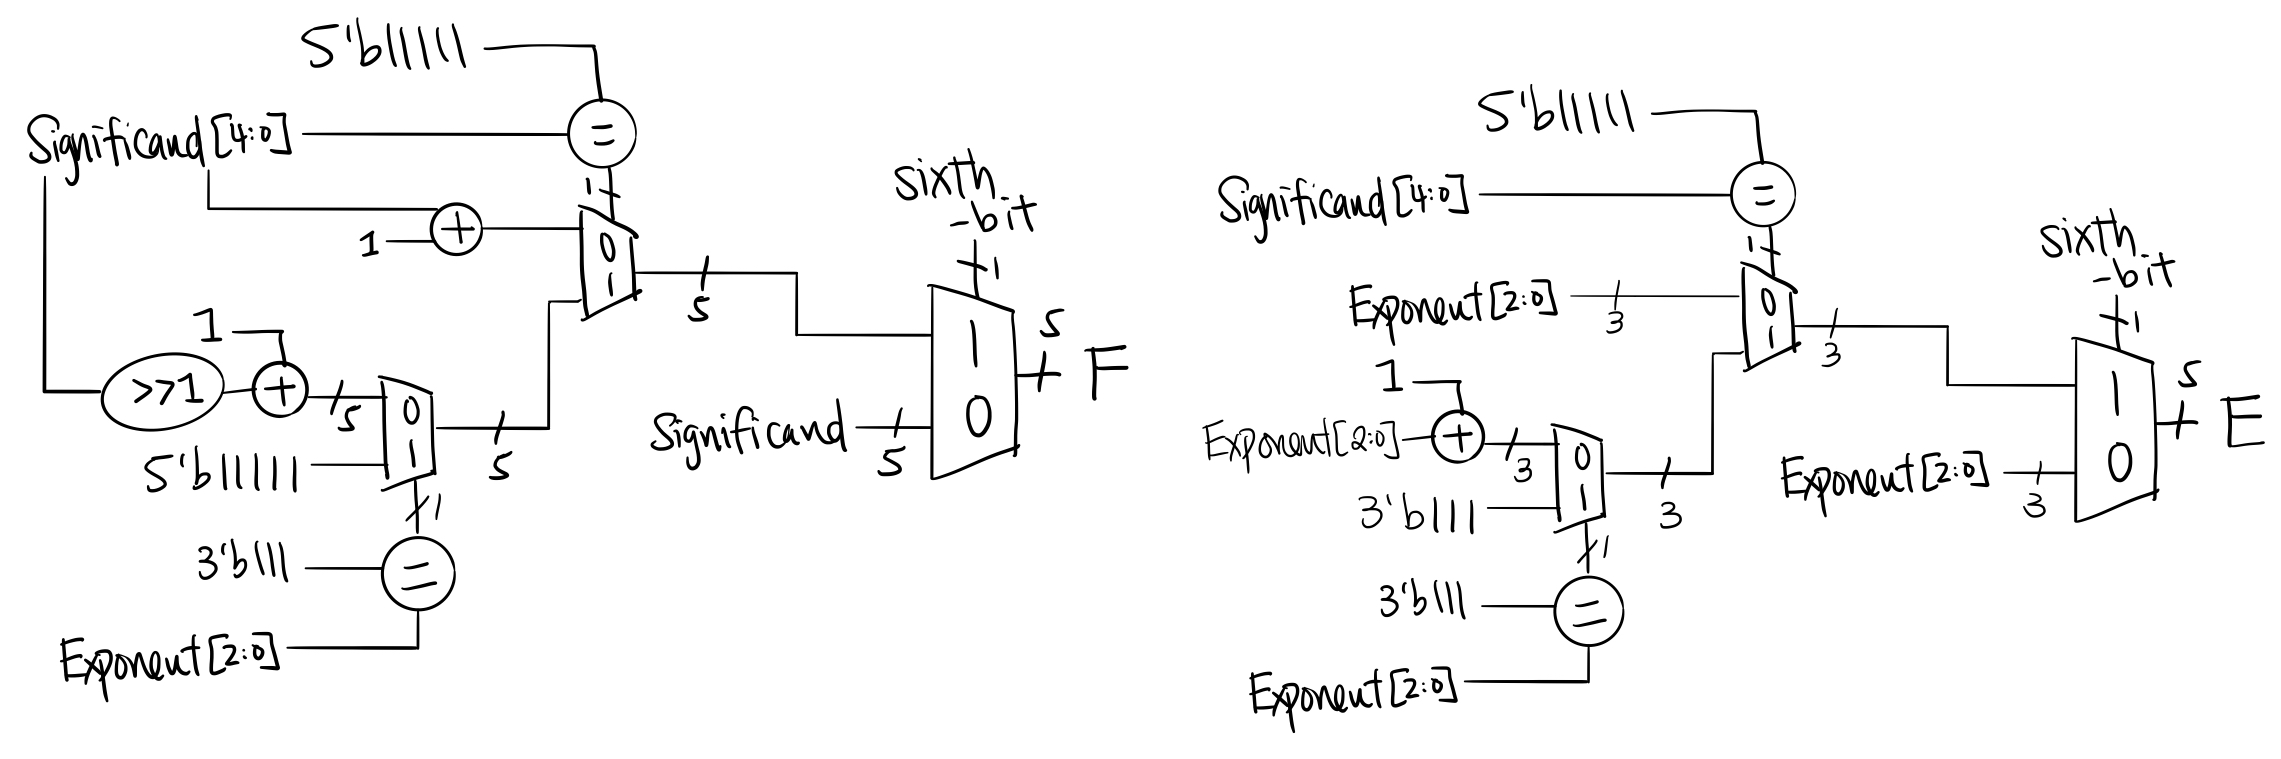 5'b11111
Significand[4:0]
=
1
+
1
0
1
5
sixth
-bit
1
1
0
5
F
1
>>1
+
5
5'b11111
0
1
5
1
Significand
5
3'b111
=
Exponent[2:0]
5'b11111
Significand[4:0]
=
1
Exponent[2:0]
3
0
1
3
sixth
-bit
1
1
0
5
E
1
Exponent[2:0]
+
3
3'b111
0
1
3
1
Exponent[2:0]
3
3'b111
=
Exponent[2:0]